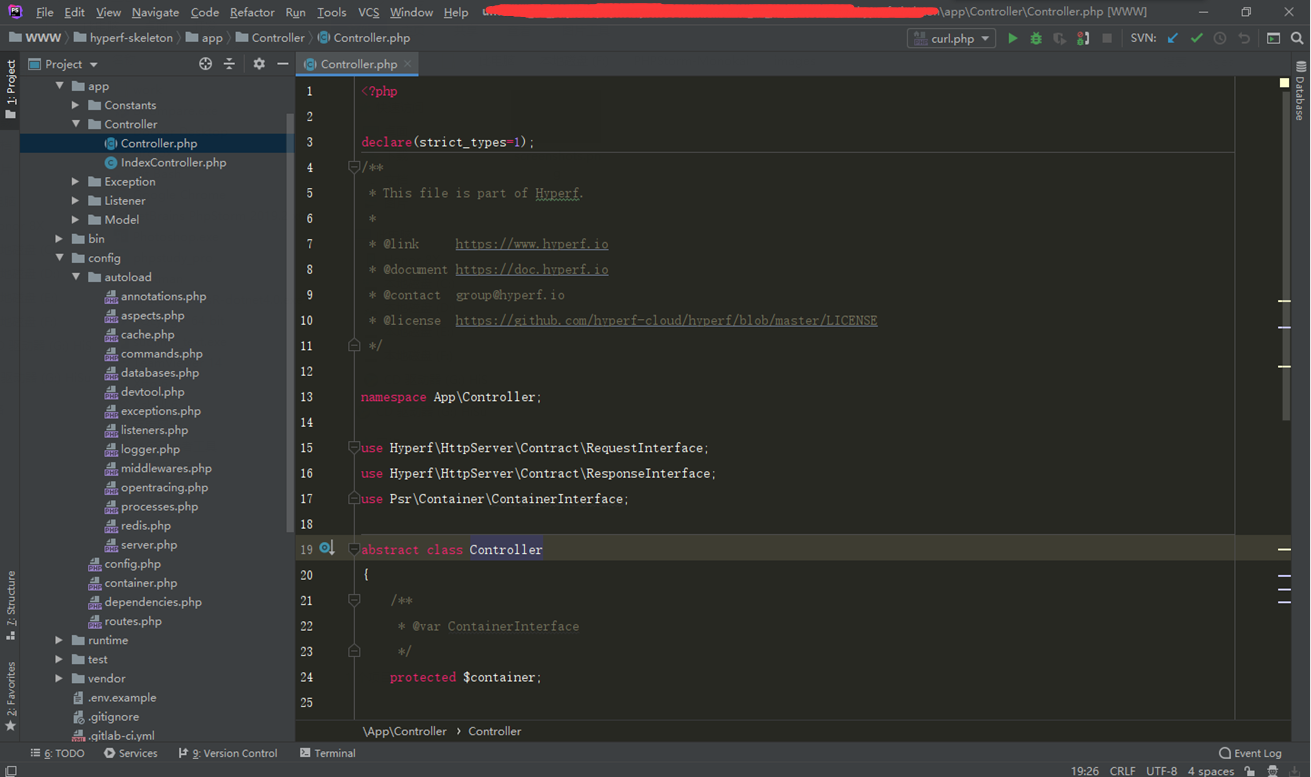 File Edit View Navigate Code Refactor Run Tools VCS Window Help \app\Controller\Controller.php [WWW]
WWW hyperf-skeleton app Controller Controller.php curl.php SVN:
Project
Controller.php
1: Project
Database
app
Constants
Controller
Controller.php
IndexController.php
Exception
Listener
Model
bin
config
autoload
annotations.php
aspects.php
cache.php
commands.php
databases.php
devtool.php
exceptions.php
listeners.php
logger.php
middlewares.php
opentracing.php
processes.php
redis.php
server.php
config.php
container.php
dependencies.php
routes.php
runtime
test
vendor
.env.example
.gitignore
.gitlab-ci.yml
7: Structure
2: Favorites
1 <?php
2
3 declare(strict_types=1);
4 /**
5 * This file is part of Hyperf.
6 *
7 * @link https://www.hyperf.io
8 * @document https://doc.hyperf.io
9 * @contact group@hyperf.io
10 * @license https://github.com/hyperf-cloud/hyperf/blob/master/LICENSE
11 */
12
13 namespace App\Controller;
14
15 use Hyperf\HttpServer\Contract\RequestInterface;
16 use Hyperf\HttpServer\Contract\ResponseInterface;
17 use Psr\Container\ContainerInterface;
18
19 abstract class Controller
20 {
21 /**
22 * @var ContainerInterface
23 */
24 protected $container;
25
\App\Controller › Controller
6: TODO Services 9: Version Control Terminal Event Log
19:26 CRLF UTF-8 4 spaces